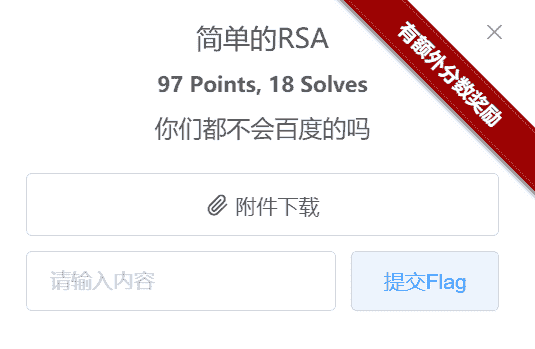 简单的RSA
有额外分数奖励
97 Points, 18 Solves
你们都不会百度的吗
附件下载
请输入内容
提交Flag